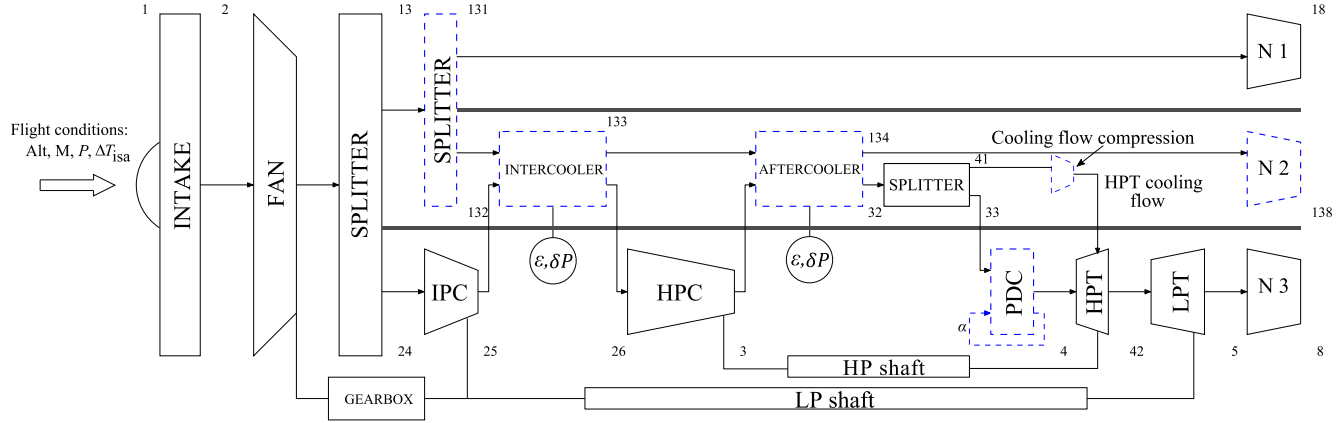 1
2
13
131
18
SPLITTER
N 1
133
134
Cooling flow compression
Flight conditions:
Alt, M, P, ΔTisa
INTAKE
FAN
SPLITTER
INTERCOOLER
AFTERCOOLER
41
SPLITTER
HPT cooling
flow
N 2
132
32
33
138
ε,δP
ε,δP
IPC
HPC
PDC
α
HPT
LPT
N 3
24
25
26
3
4
42
5
8
HP shaft
GEARBOX
LP shaft